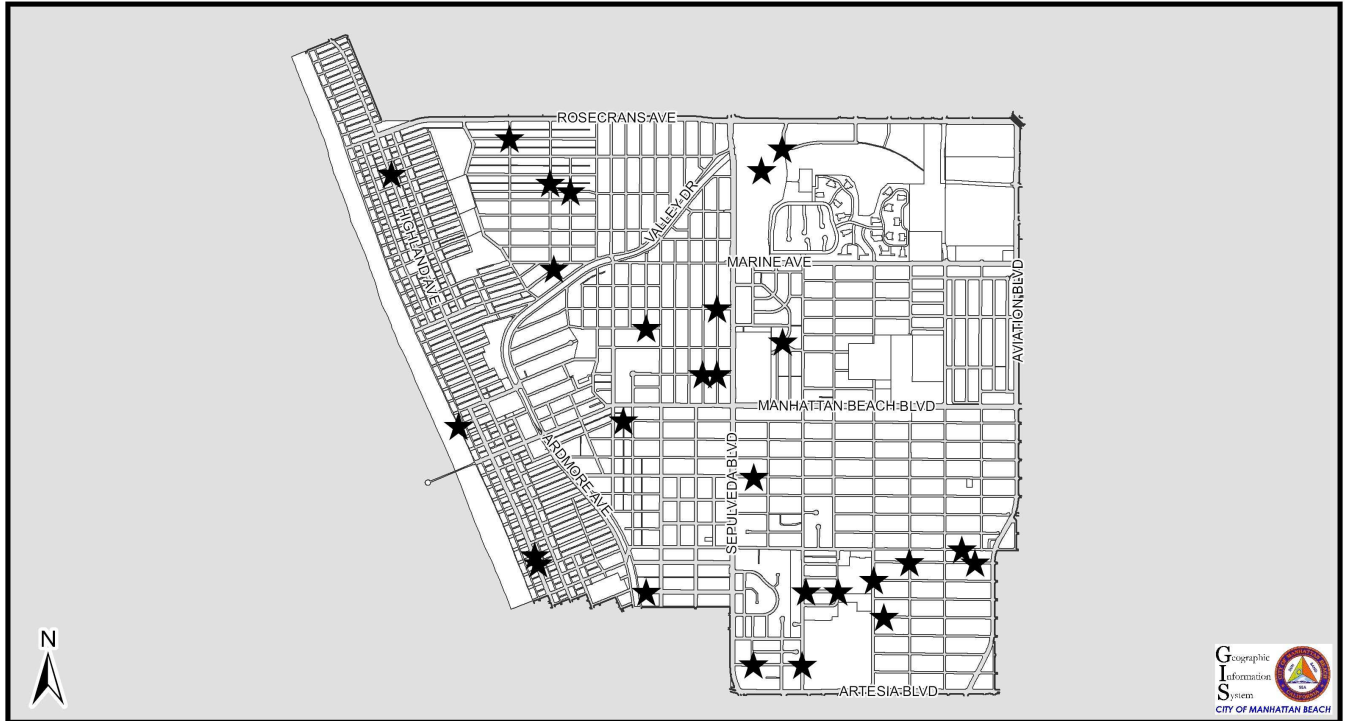 ROSECRANS AVE
HIGHLAND AVE
VALLEY DR
MARINE AVE
AVIATION BLVD
MANHATTAN BEACH BLVD
ARDMORE AVE
SEPULVEDA BLVD
ARTESIA BLVD
N
Geographic
Information
System
CITY OF MANHATTAN BEACH